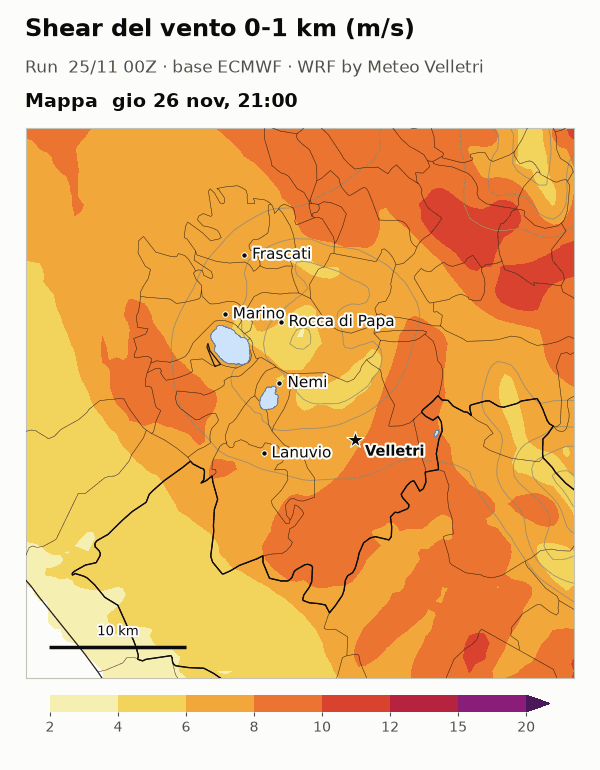 Shear del vento 0-1 km (m/s)
Run  25/11 00Z · base ECMWF · WRF by Meteo Velletri
Mappa  gio 26 nov, 21:00
Frascati
Marino
Rocca di Papa
Nemi
Velletri
Lanuvio
10 km
2 4 6 8 10 12 15 20